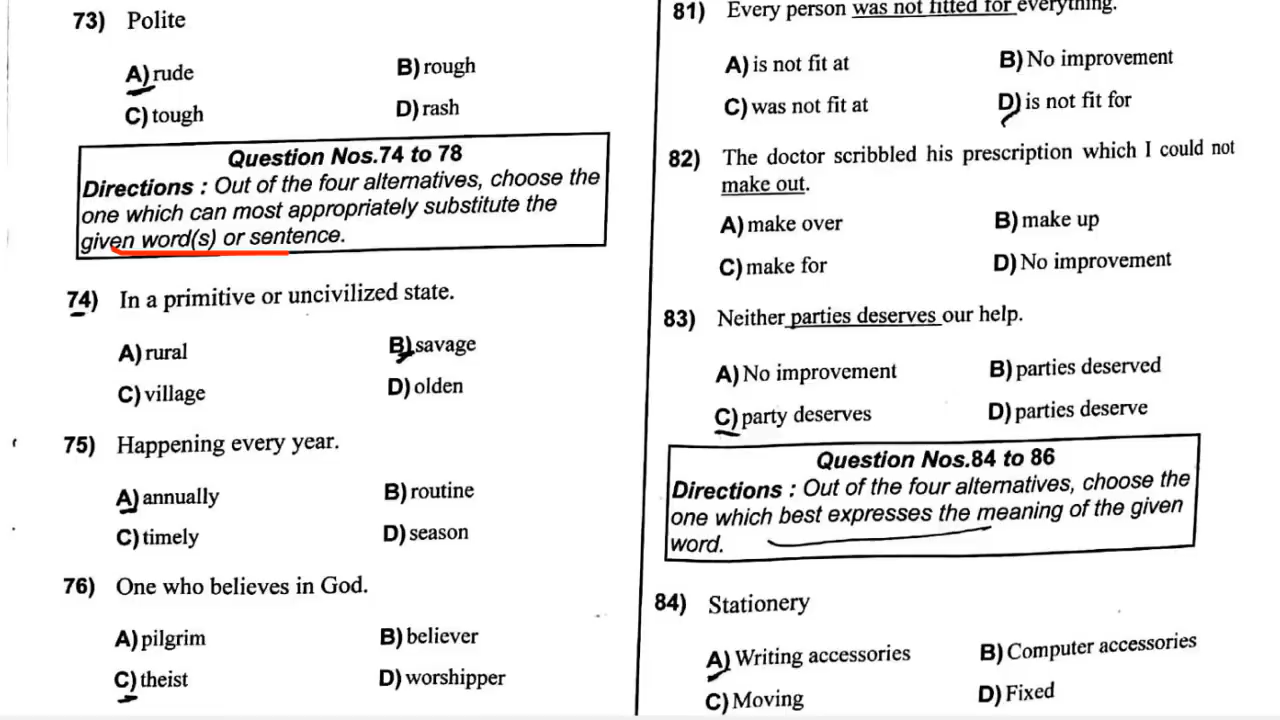 73) Polite
A) rude B) rough
C) tough D) rash
Question Nos.74 to 78
Directions : Out of the four alternatives, choose the
one which can most appropriately substitute the
given word(s) or sentence.
74) In a primitive or uncivilized state.
A) rural B) savage
C) village D) olden
75) Happening every year.
A) annually B) routine
C) timely D) season
76) One who believes in God.
A) pilgrim B) believer
C) theist D) worshipper
81) Every person was not fitted for everything.
A) is not fit at B) No improvement
C) was not fit at D) is not fit for
82) The doctor scribbled his prescription which I could not
make out.
A) make over B) make up
C) make for D) No improvement
83) Neither parties deserves our help.
A) No improvement B) parties deserved
C) party deserves D) parties deserve
Question Nos.84 to 86
Directions : Out of the four alternatives, choose the
one which best expresses the meaning of the given
word.
84) Stationery
A) Writing accessories B) Computer accessories
C) Moving D) Fixed